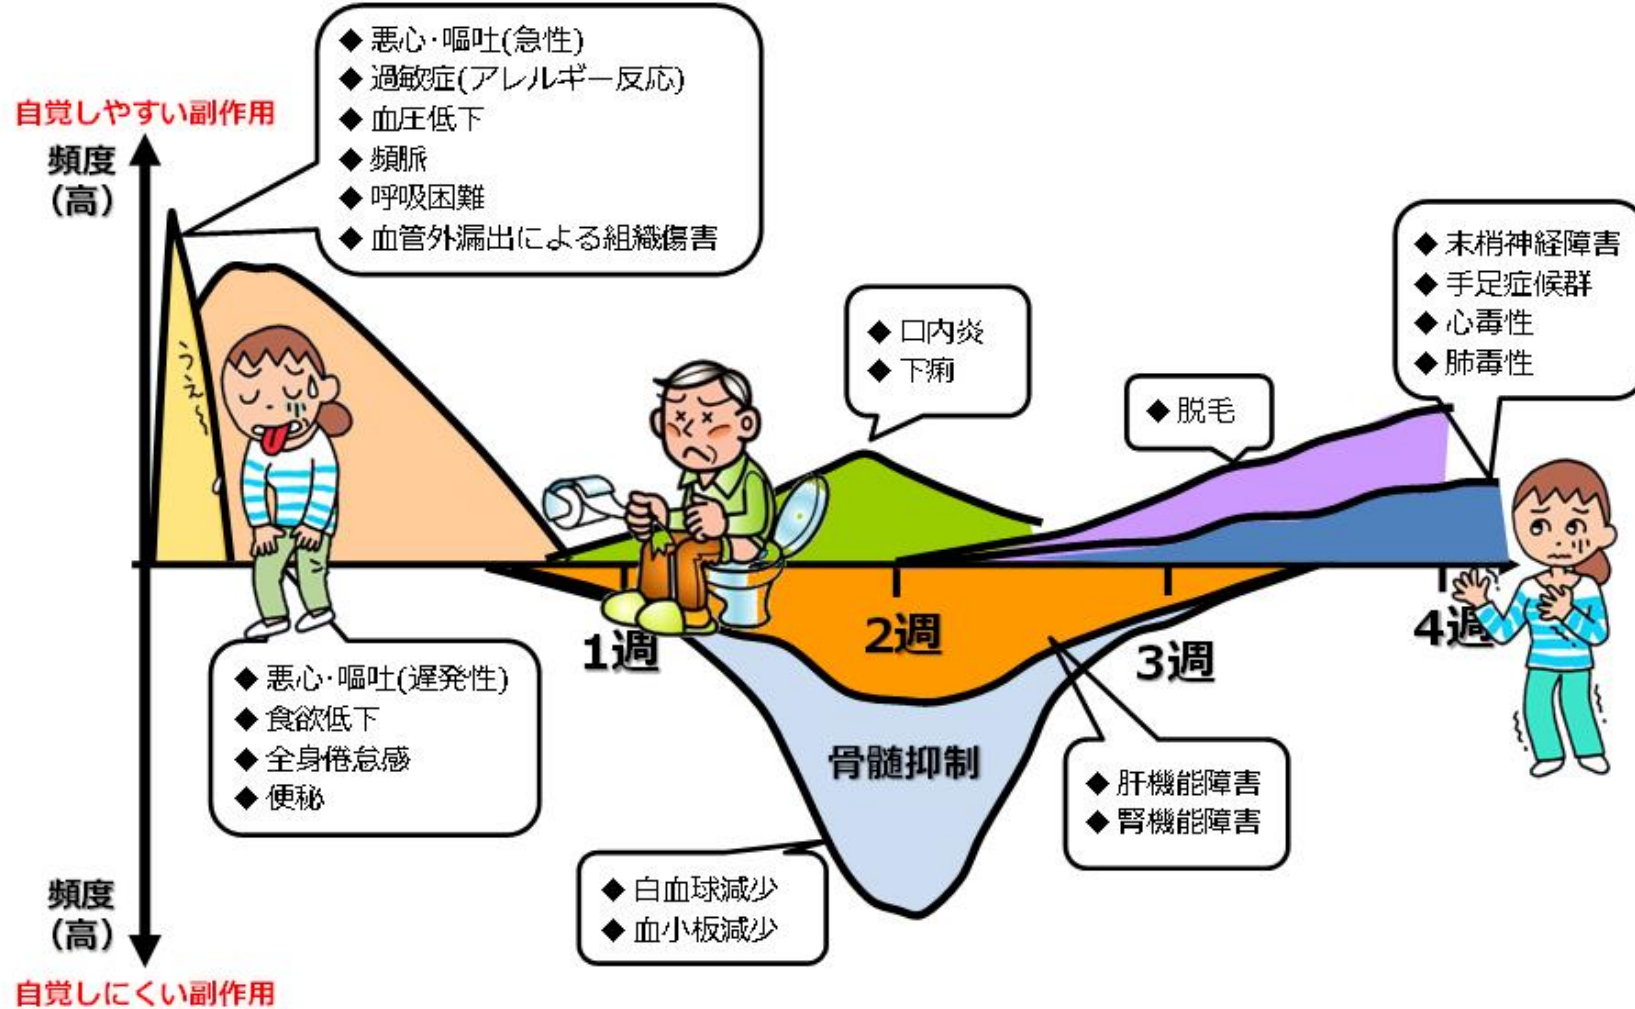 自覚しやすい副作用
頻度
(高)
◆ 悪心・嘔吐(急性)
◆ 過敏症(アレルギー反応)
◆ 血圧低下
◆ 頻脈
◆ 呼吸困難
◆ 血管外漏出による組織傷害
うえ〜
◆ 口内炎
◆ 下痢
◆ 脱毛
◆ 末梢神経障害
◆ 手足症候群
◆ 心毒性
◆ 肺毒性
1週
2週
3週
4週
◆ 悪心・嘔吐(遅発性)
◆ 食欲低下
◆ 全身倦怠感
◆ 便秘
骨髄抑制
◆ 肝機能障害
◆ 腎機能障害
◆ 白血球減少
◆ 血小板減少
頻度
(高)
自覚しにくい副作用